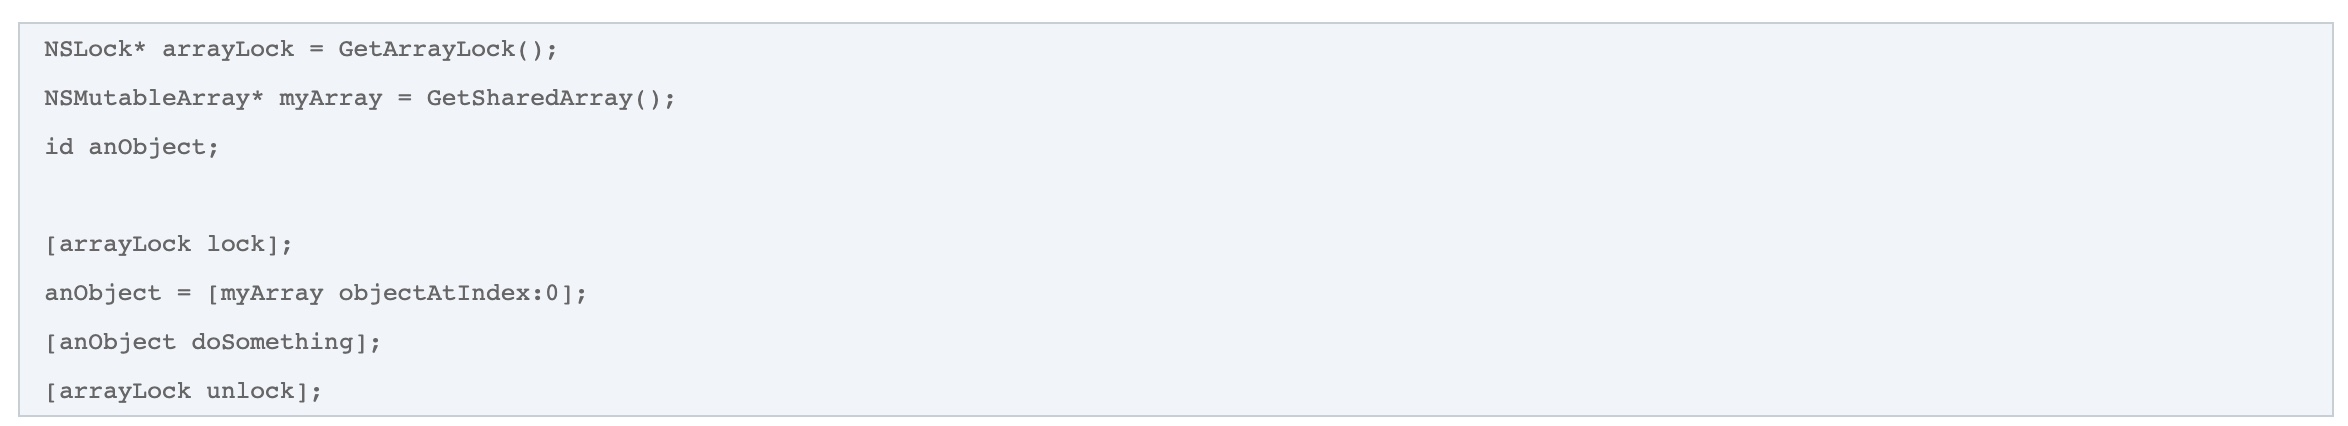 NSLock* arrayLock = GetArrayLock();
NSMutableArray* myArray = GetSharedArray();
id anObject;
[arrayLock lock];
anObject = [myArray objectAtIndex:0];
[anObject doSomething];
[arrayLock unlock];